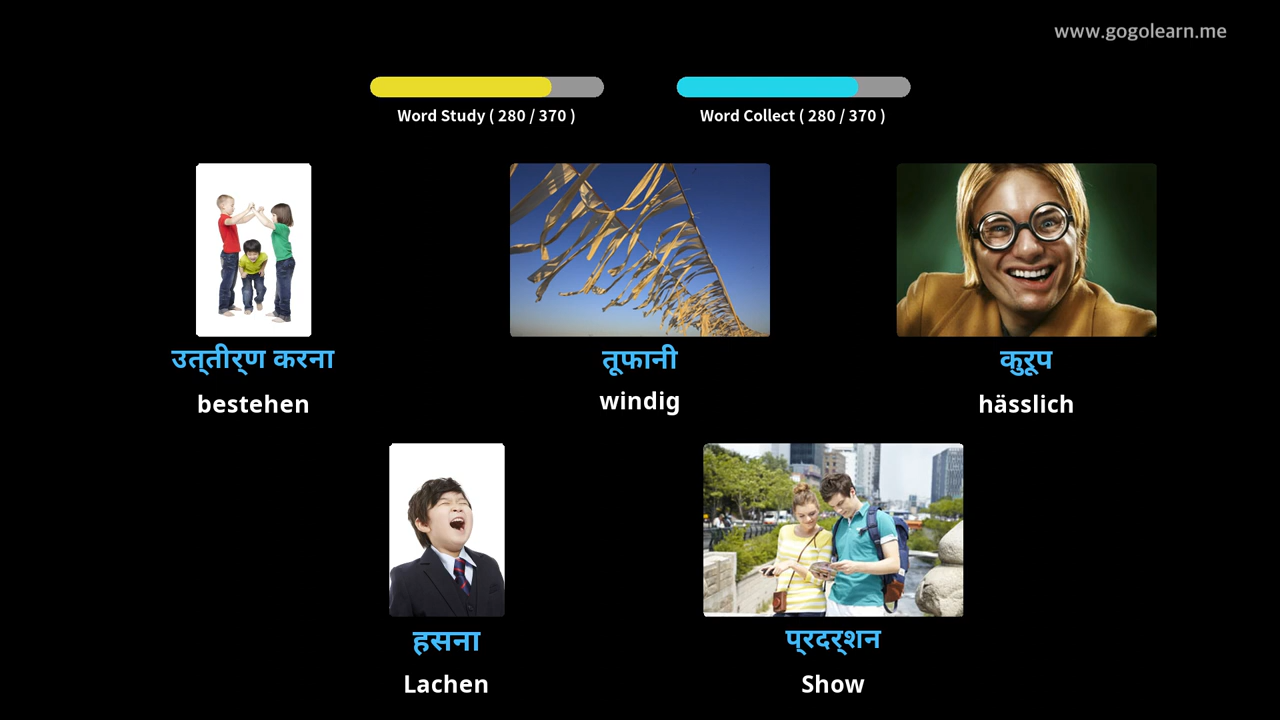 www.gogolearn.me
Word Study ( 280 / 370 )
Word Collect ( 280 / 370 )
उत्तीर्ण करना
तूफानी
कुरूप
bestehen
windig
hässlich
हसना
प्रदर्शन
Lachen
Show